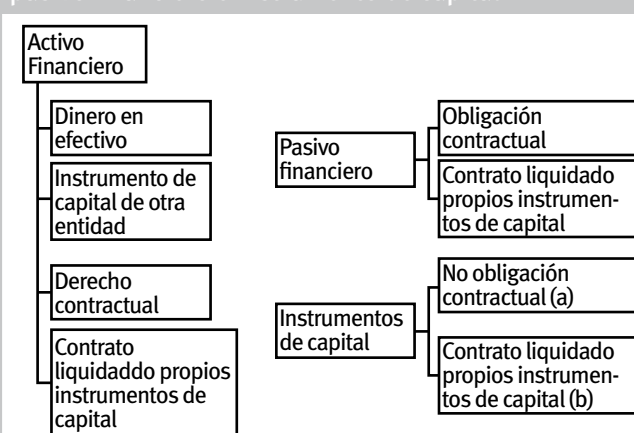 Activo
Financiero
Dinero en
efectivo
Instrumento de
capital de otra
entidad
Derecho
contractual
Contrato
liquidaddo propios
instrumentos de
capital
Pasivo
financiero
Obligación
contractual
Contrato liquidado
propios instrumen-
tos de capital
Instrumentos
de capital
No obligación
contractual (a)
Contrato liquidado
propios instrumen-
tos de capital (b)